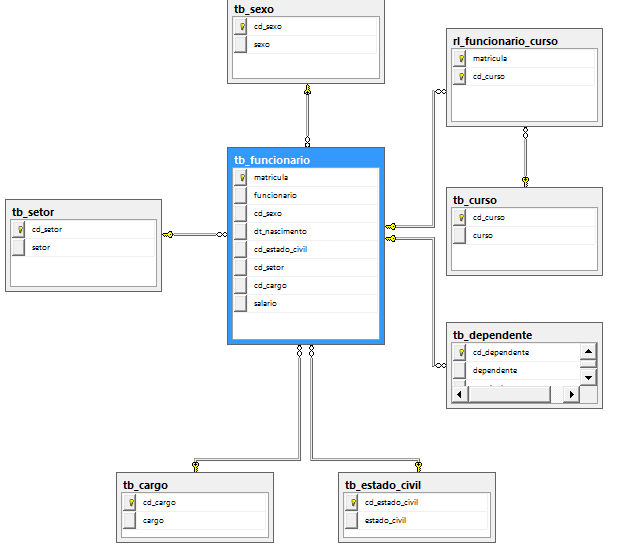 tb_sexo
cd_sexo
sexo
rl_funcionario_curso
matricula
cd_curso
tb_funcionario
matricula
funcionario
cd_sexo
dt_nascimento
cd_estado_civil
cd_setor
cd_cargo
salario
tb_setor
cd_setor
setor
tb_curso
cd_curso
curso
tb_dependente
cd_dependente
dependente
tb_cargo
cd_cargo
cargo
tb_estado_civil
cd_estado_civil
estado_civil